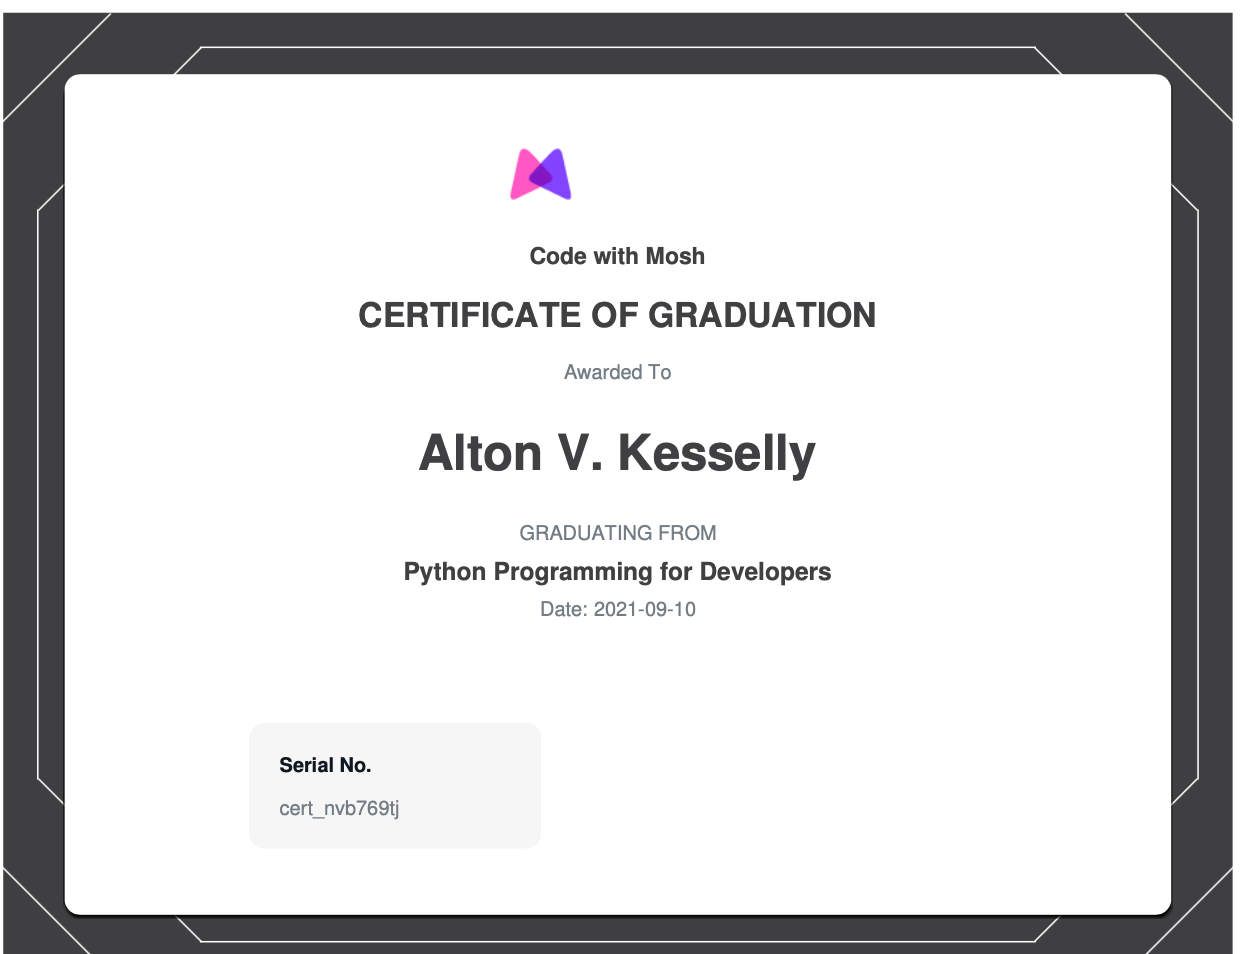 Code with Mosh
CERTIFICATE OF GRADUATION
Awarded To
Alton V. Kesselly
GRADUATING FROM
Python Programming for Developers
Date: 2021-09-10
Serial No.
cert_nvb769tj